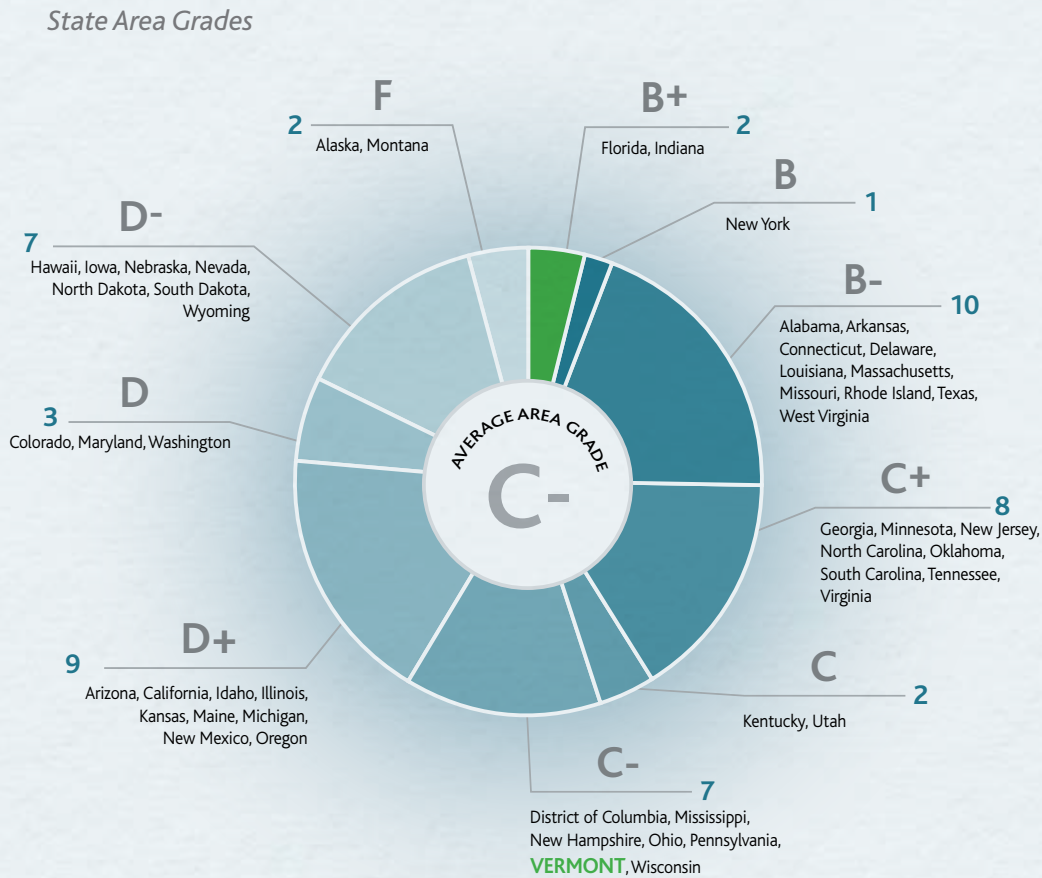 State Area Grades
F
2
Alaska, Montana
B+
2
Florida, Indiana
B
1
New York
B-
10
Alabama, Arkansas,
Connecticut, Delaware,
Louisiana, Massachusetts,
Missouri, Rhode Island, Texas,
West Virginia
C+
8
Georgia, Minnesota, New Jersey,
North Carolina, Oklahoma,
South Carolina, Tennessee,
Virginia
C
2
Kentucky, Utah
C-
7
District of Columbia, Mississippi,
New Hampshire, Ohio, Pennsylvania,
VERMONT, Wisconsin
D+
9
Arizona, California, Idaho, Illinois,
Kansas, Maine, Michigan,
New Mexico, Oregon
D
3
Colorado, Maryland, Washington
D-
7
Hawaii, Iowa, Nebraska, Nevada,
North Dakota, South Dakota,
Wyoming
AVERAGE AREA GRADE
C-